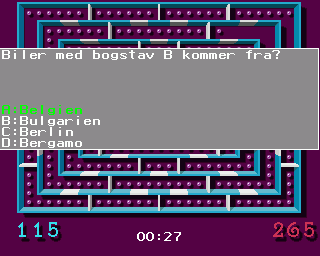 Biler med bogstav B kommer fra?
A:Belgien
B:Bulgarien
C:Berlin
D:Bergamo
115
00:27
265